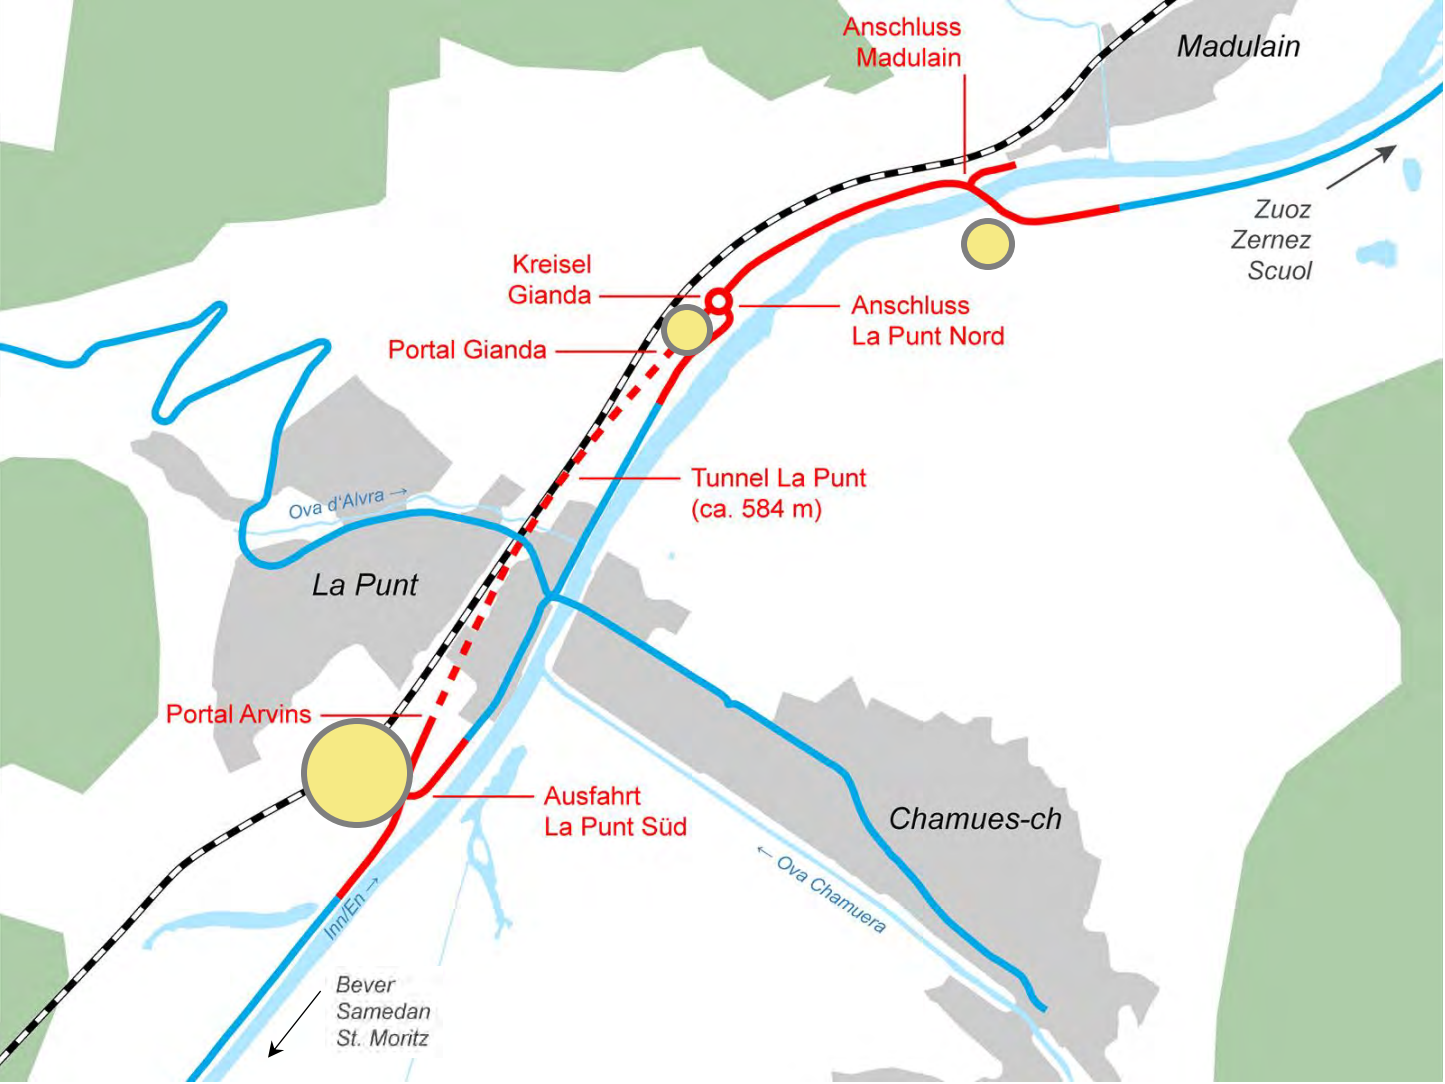 Anschluss
Madulain
Madulain
Zuoz
Zernez
Scuol
Kreisel
Gianda
Anschluss
La Punt Nord
Portal Gianda
Tunnel La Punt
(ca. 584 m)
Ova d'Alvra →
La Punt
Portal Arvins
Ausfahrt
La Punt Süd
Chamues-ch
← Ova Chamuera
Inn/En →
Bever
Samedan
St. Moritz